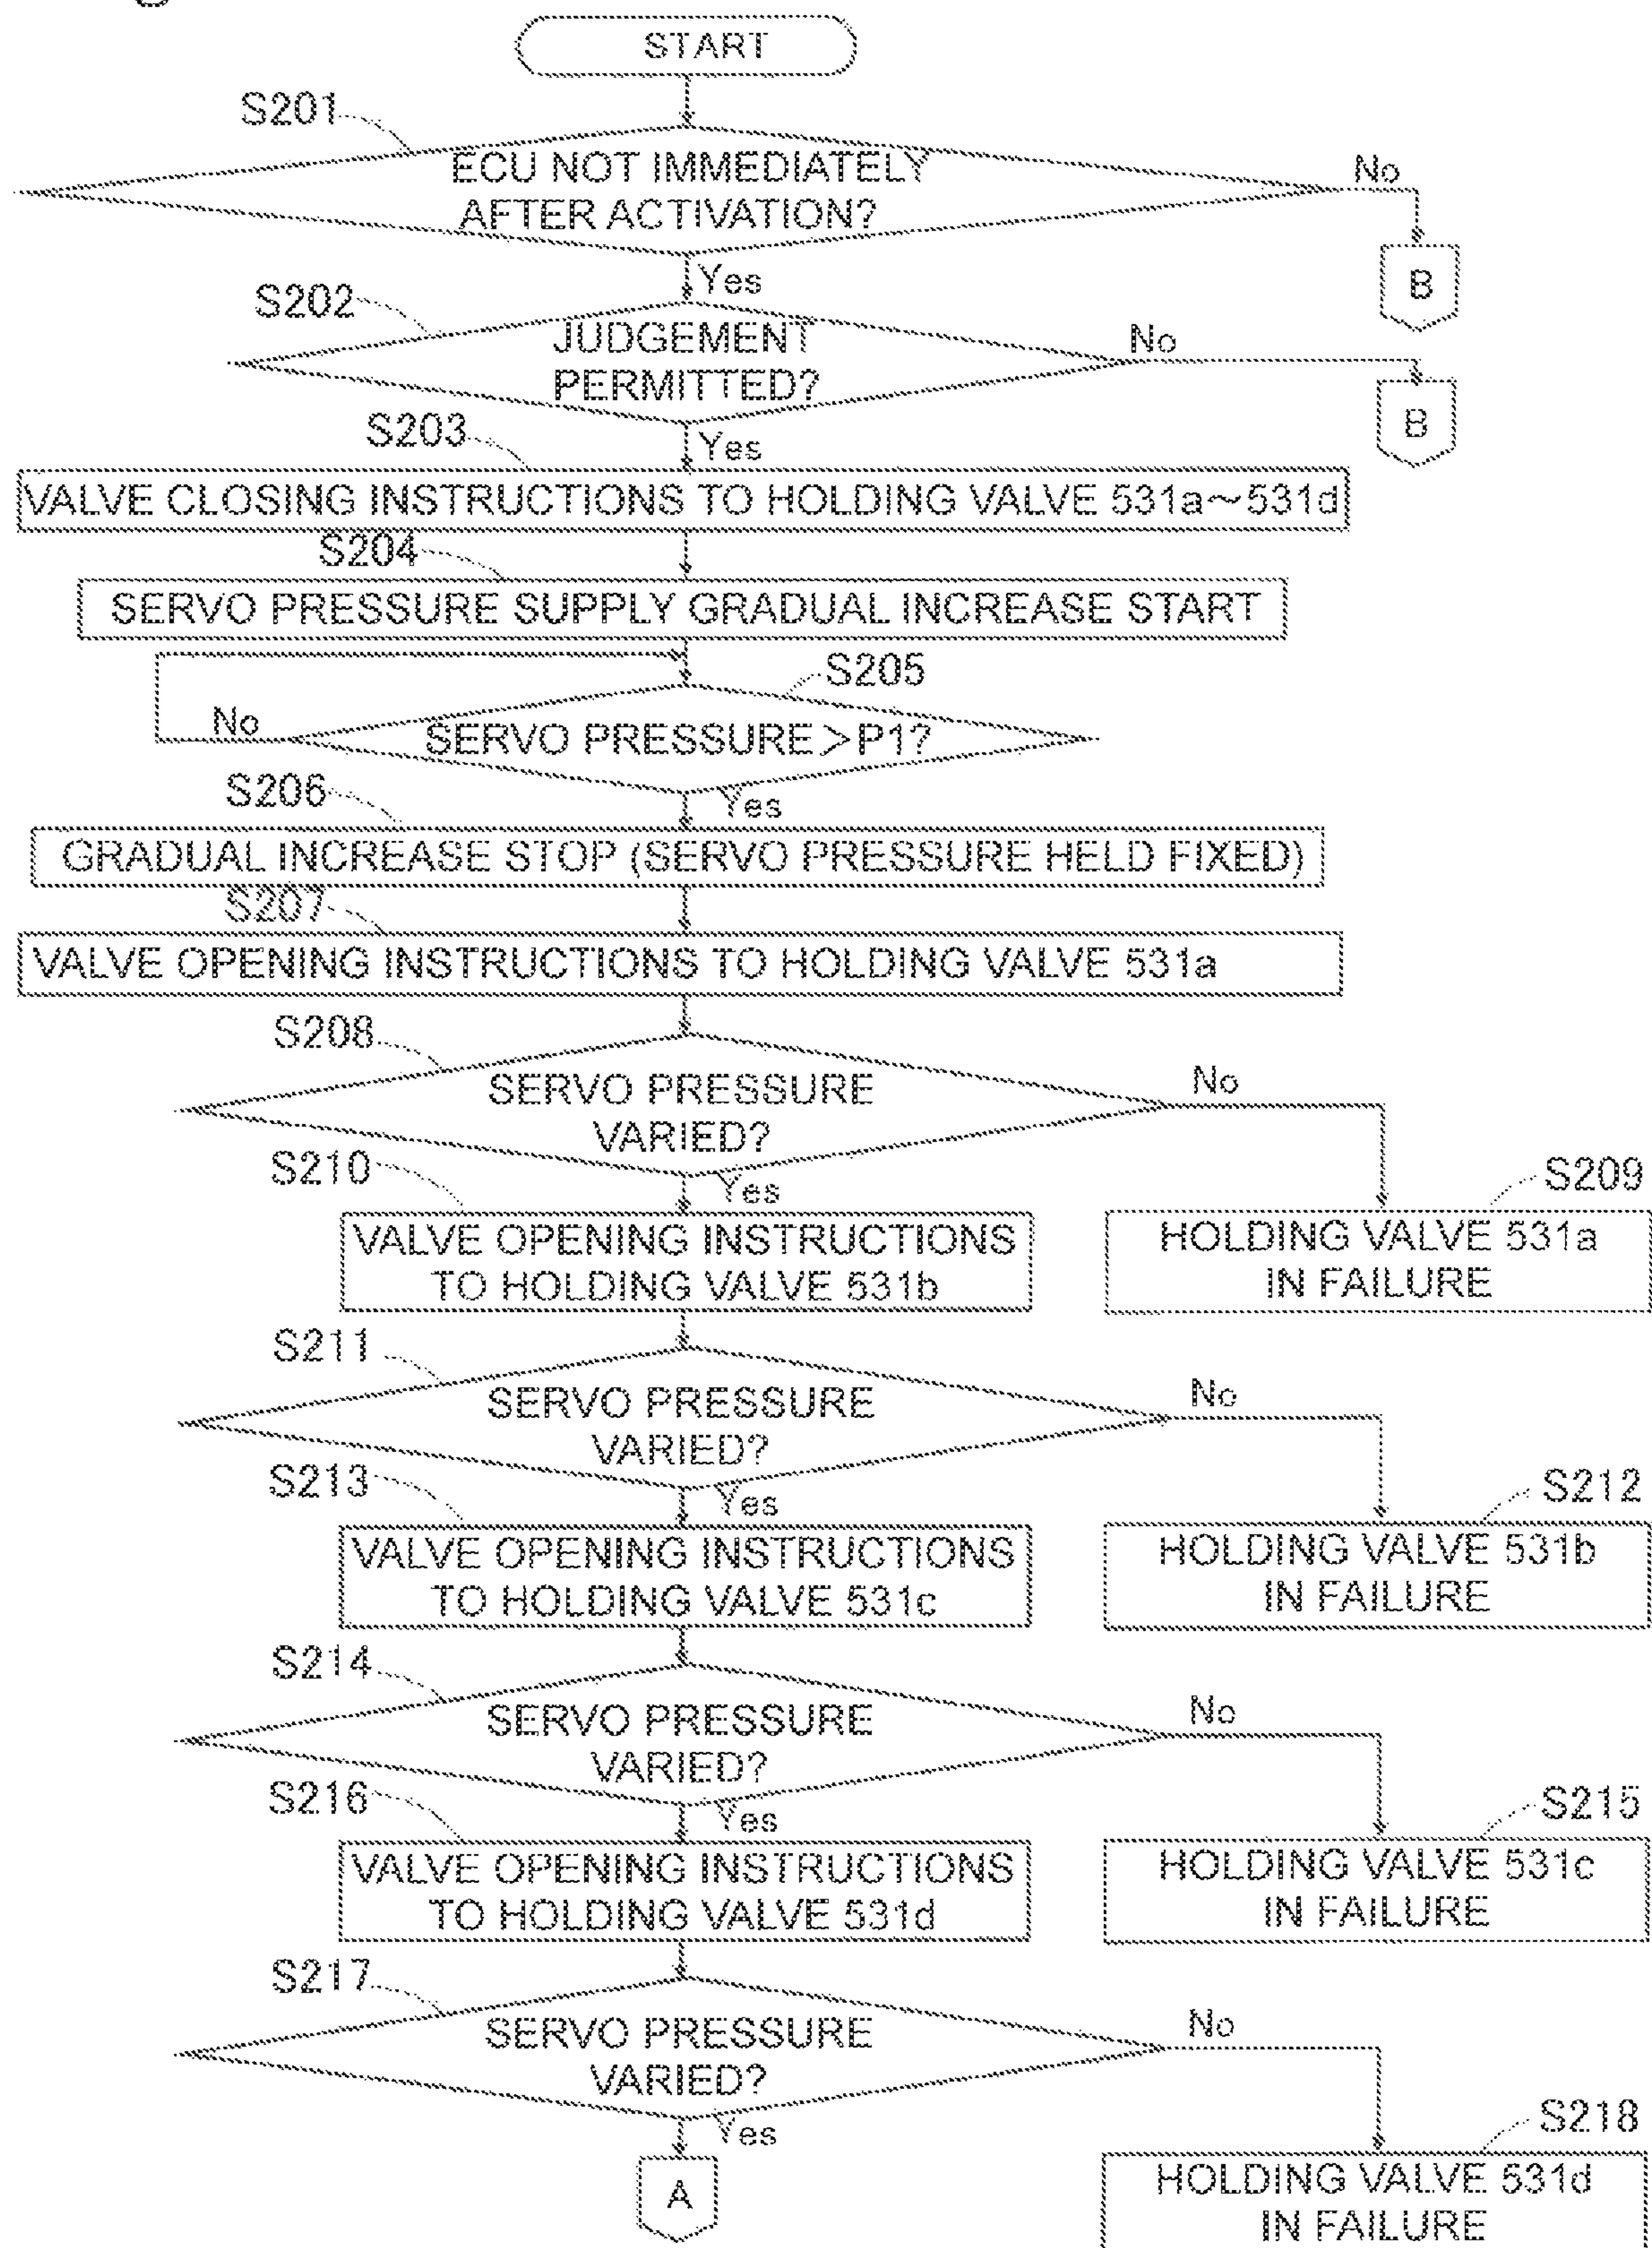 START
S201
ECU NOT IMMEDIATELY
AFTER ACTIVATION?
No
B
Yes
S202
JUDGEMENT
PERMITTED?
No
B
Yes
S203
VALVE CLOSING INSTRUCTIONS TO HOLDING VALVE 531a～531d
S204
SERVO PRESSURE SUPPLY GRADUAL INCREASE START
S205
No
SERVO PRESSURE＞P1?
S206
Yes
GRADUAL INCREASE STOP (SERVO PRESSURE HELD FIXED)
S207
VALVE OPENING INSTRUCTIONS TO HOLDING VALVE 531a
S208
SERVO PRESSURE
VARIED?
No
S210
Yes
S209
VALVE OPENING INSTRUCTIONS
TO HOLDING VALVE 531b
HOLDING VALVE 531a
IN FAILURE
S211
SERVO PRESSURE
VARIED?
No
S213
Yes
S212
VALVE OPENING INSTRUCTIONS
TO HOLDING VALVE 531c
HOLDING VALVE 531b
IN FAILURE
S214
SERVO PRESSURE
VARIED?
No
S216
Yes
S215
VALVE OPENING INSTRUCTIONS
TO HOLDING VALVE 531d
HOLDING VALVE 531c
IN FAILURE
S217
SERVO PRESSURE
VARIED?
No
Yes
A
S218
HOLDING VALVE 531d
IN FAILURE